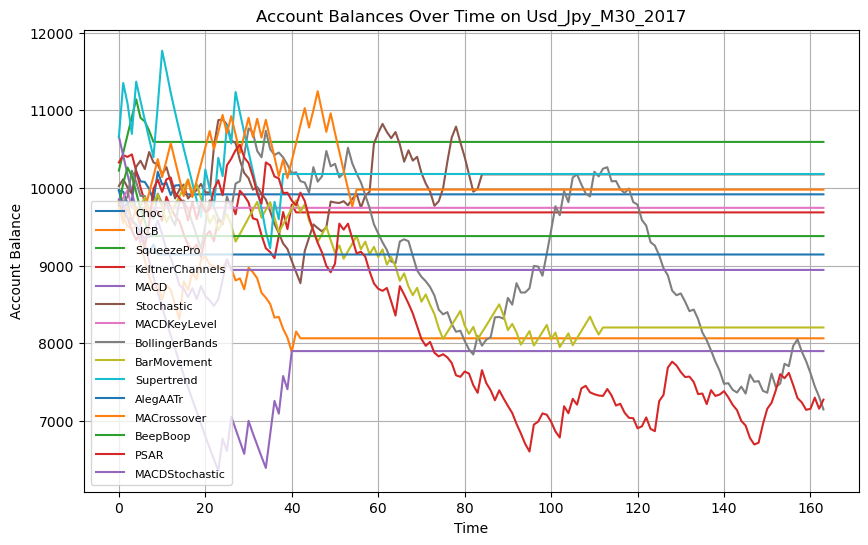 Account Balances Over Time on Usd_Jpy_M30_2017
Account Balance
12000
11000
10000
9000
8000
7000
Choc
UCB
SqueezePro
KeltnerChannels
MACD
Stochastic
MACDKeyLevel
BollingerBands
BarMovement
Supertrend
AlegAATr
MACrossover
BeepBoop
PSAR
MACDStochastic
0 20 40 60 80 100 120 140 160
Time